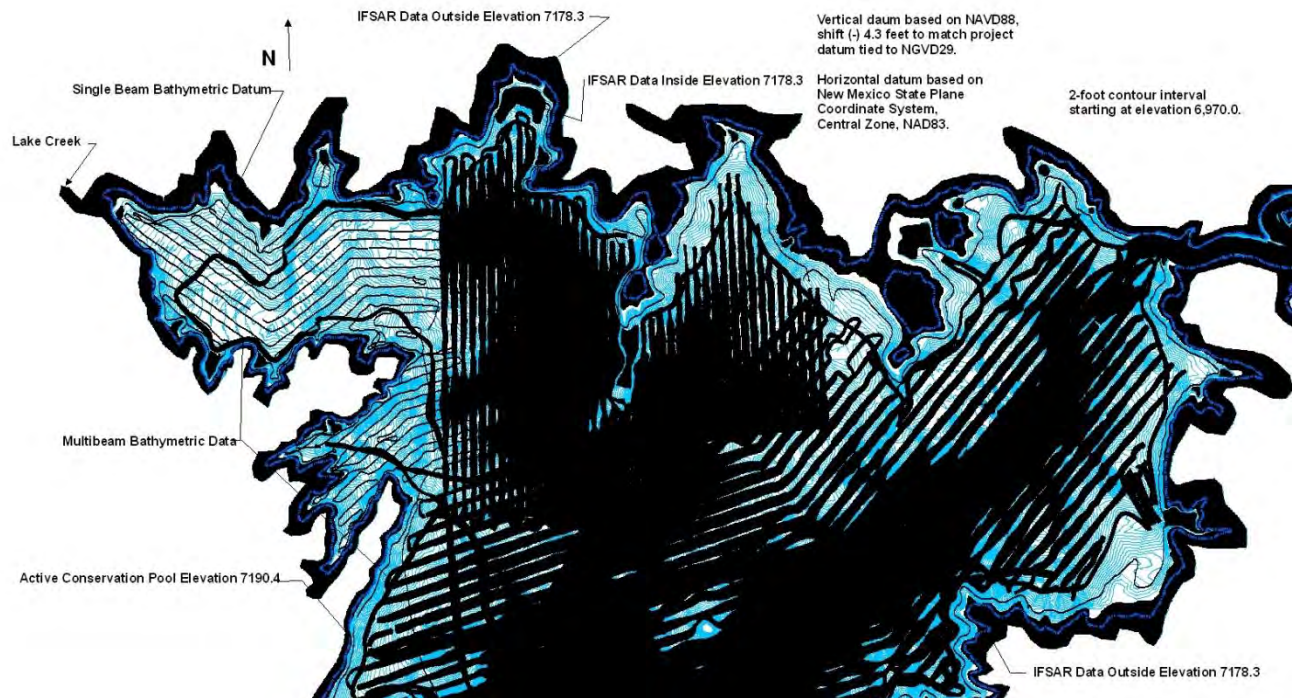 IFSAR Data Outside Elevation 7178.3
N
Vertical daum based on NAVD88,
shift (-) 4.3 feet to match project
datum tied to NGVD29.
IFSAR Data Inside Elevation 7178.3
Horizontal datum based on
New Mexico State Plane
Coordinate System,
Central Zone, NAD83.
2-foot contour interval
starting at elevation 6,970.0.
Single Beam Bathymetric Datum
Lake Creek
Multibeam Bathymetric Data
Active Conservation Pool Elevation 7190.4
IFSAR Data Outside Elevation 7178.3